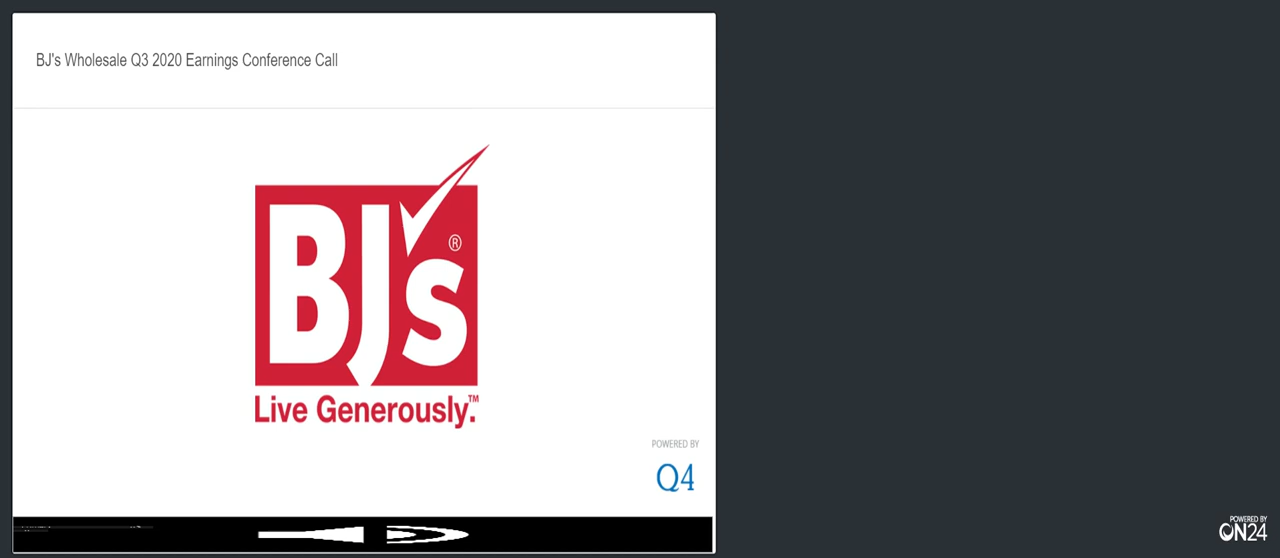 BJ's Wholesale Q3 2020 Earnings Conference Call
BJ's®
Live Generously.™
POWERED BY
Q4
POWERED BY
ON24